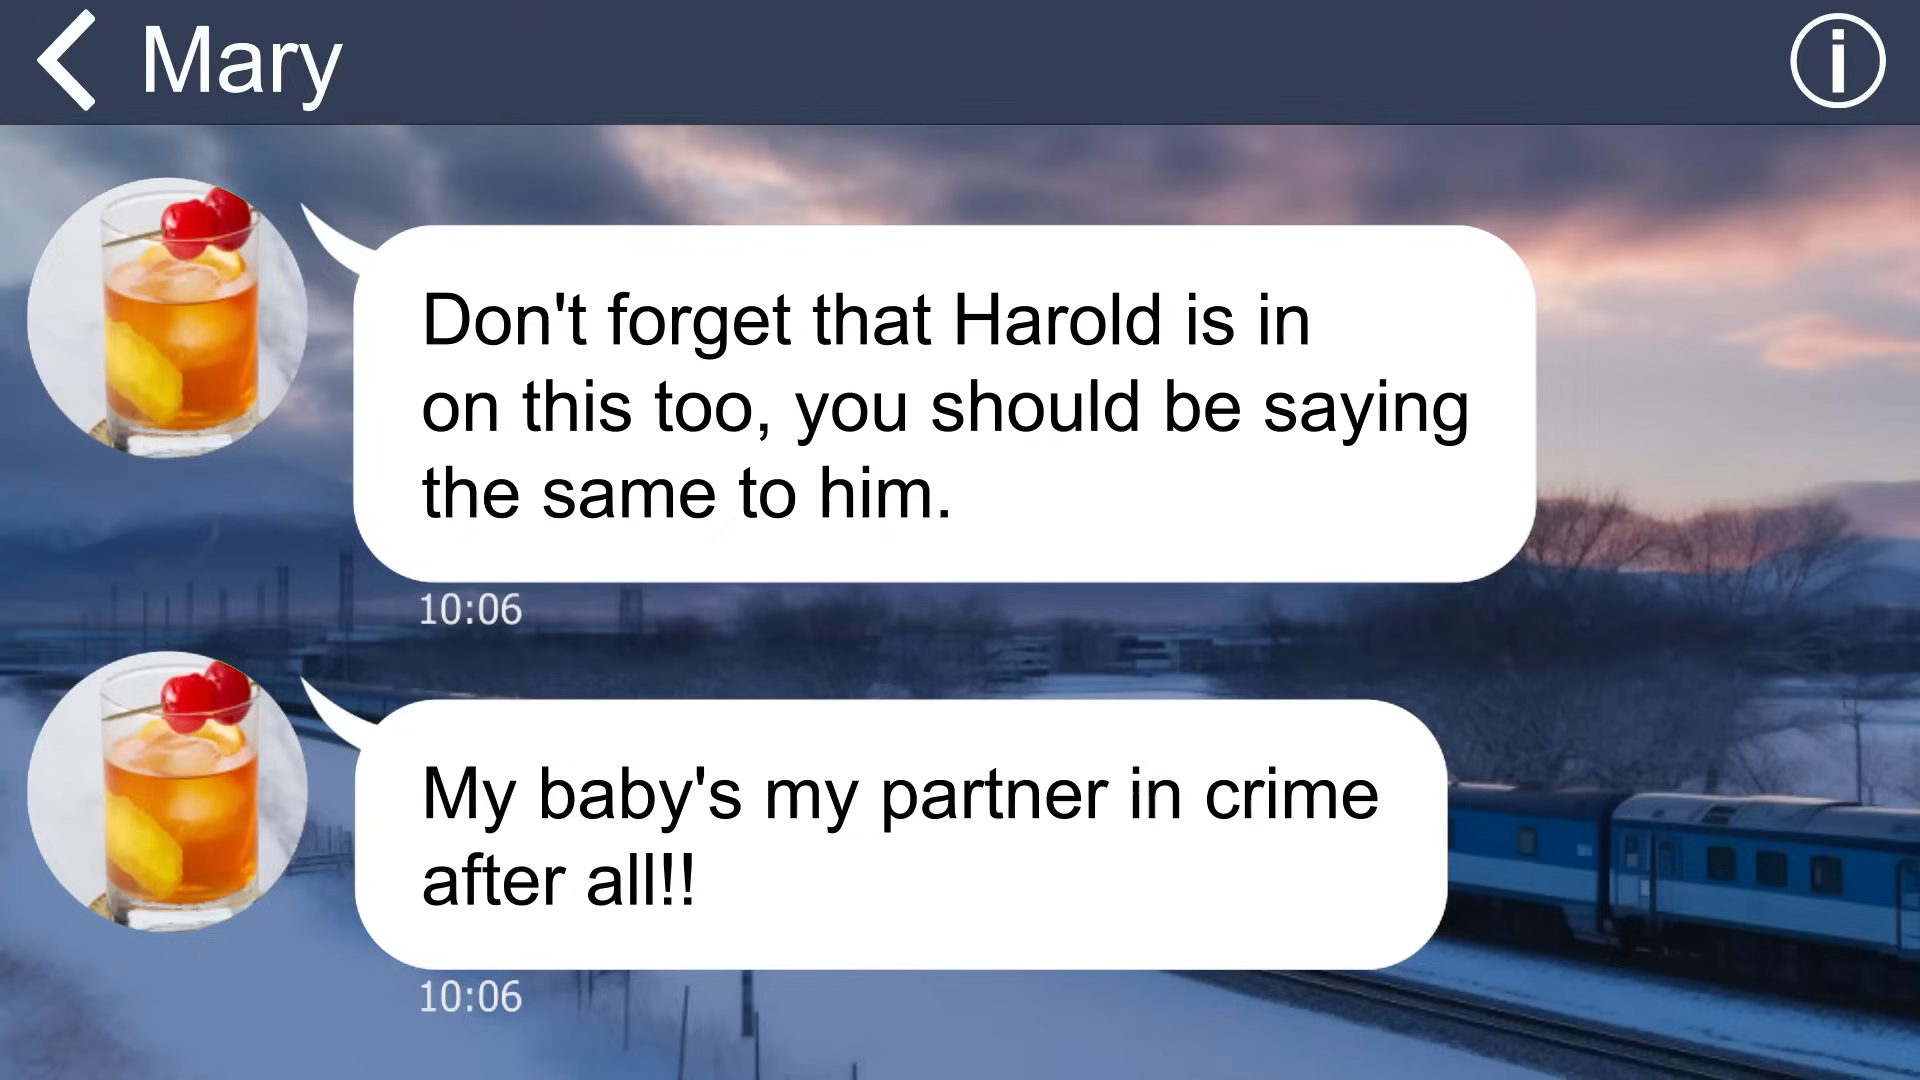 Mary
Don't forget that Harold is in
on this too, you should be saying
the same to him.
10:06
My baby's my partner in crime
after all!!
10:06